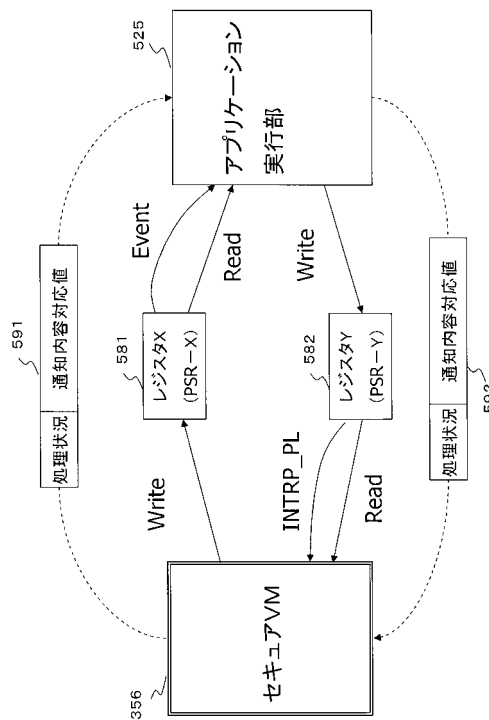 591
処理状況
通知内容対応値
356
セキュアVM
Write
581
レジスタX
(PSR-X)
Event
Read
525
アプリケーション
実行部
Write
582
レジスタY
(PSR-Y)
INTRP_PL
Read
処理状況
通知内容対応値